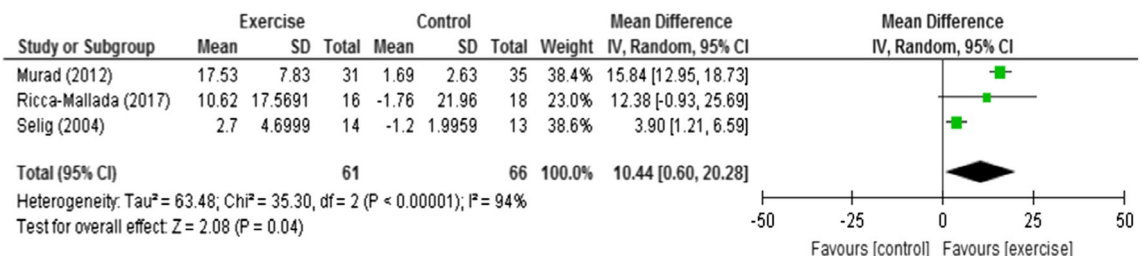 Exercise Control Mean Difference Mean Difference
Study or Subgroup Mean SD Total Mean SD Total Weight IV, Random, 95% CI IV, Random, 95% CI
Murad (2012) 17.53 7.83 31 1.69 2.63 35 38.4% 15.84 [12.95, 18.73]
Ricca-Mallada (2017) 10.62 17.5691 16 -1.76 21.96 18 23.0% 12.38 [-0.93, 25.69]
Selig (2004) 2.7 4.6999 14 -1.2 1.9959 13 38.6% 3.90 [1.21, 6.59]
Total (95% CI) 61 66 100.0% 10.44 [0.60, 20.28]
Heterogeneity: Tau² = 63.48; Chi² = 35.30, df = 2 (P < 0.00001); I² = 94%
Test for overall effect: Z = 2.08 (P = 0.04)
-50 -25 0 25 50
Favours [control] Favours [exercise]